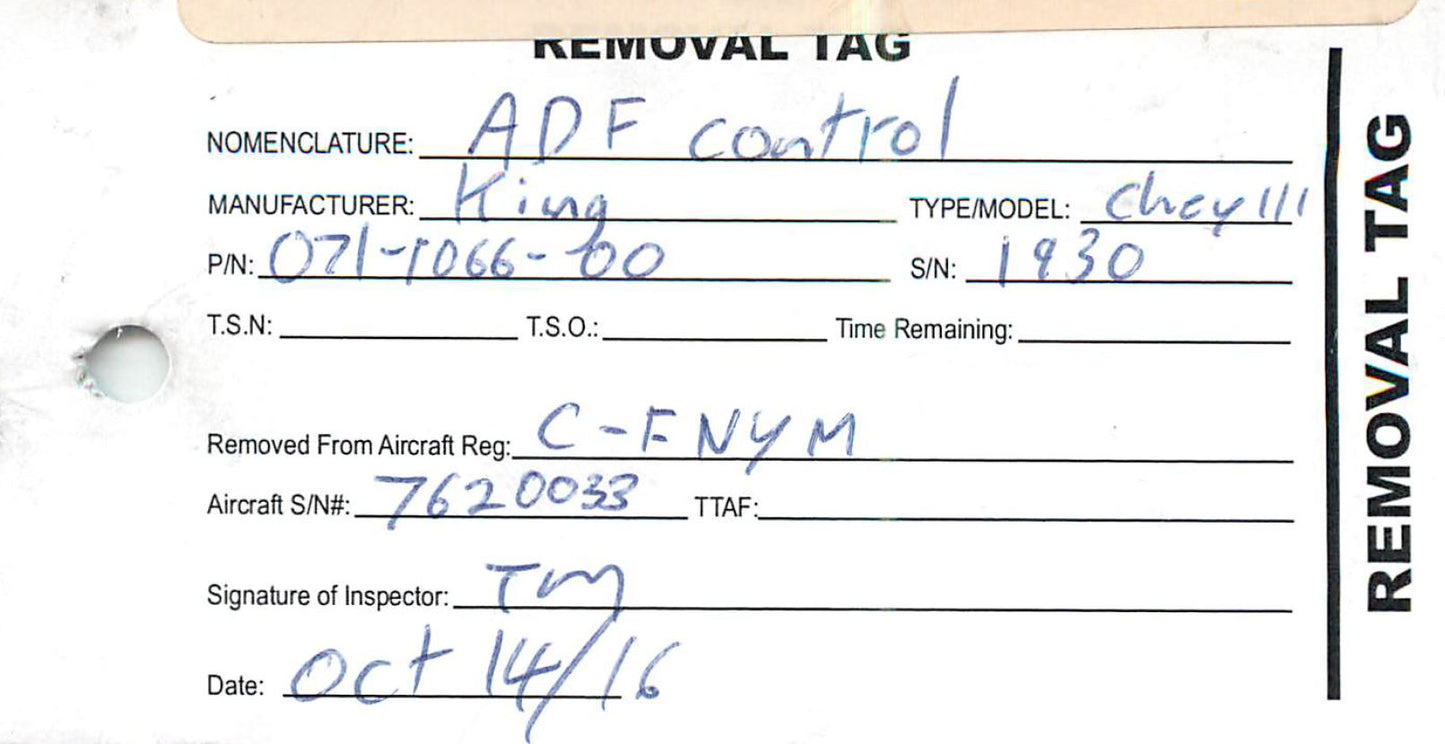 REMOVAL TAG
NOMENCLATURE: ADF control
MANUFACTURER: King TYPE/MODEL: Chey III
P/N: 071-1066-00 S/N: 1930
T.S.N: T.S.O.: Time Remaining:
Removed From Aircraft Reg: C-FNYM
Aircraft S/N#: 7620033 TTAF:
Signature of Inspector: TM
Date: Oct 14/16
REMOVAL TAG